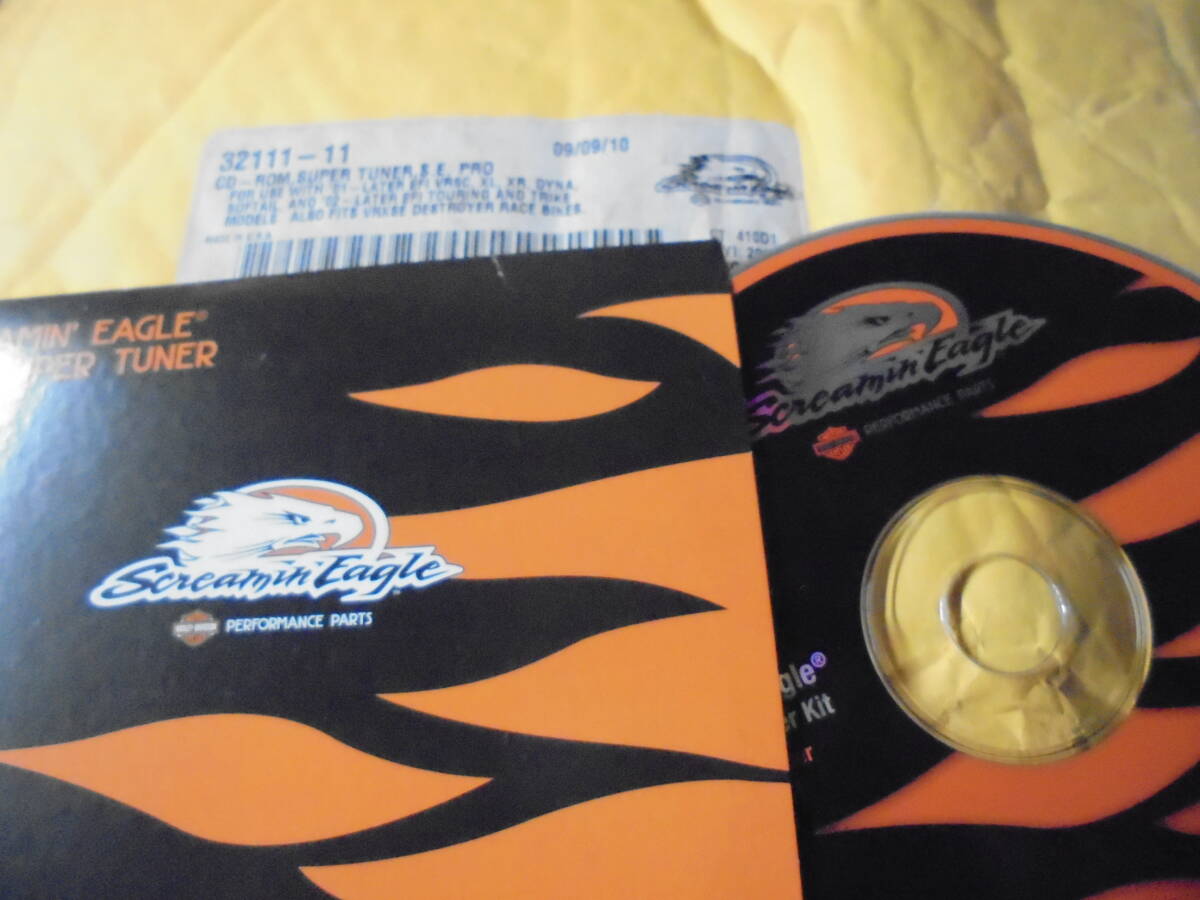 32111-11
09/09/10
CD-ROM,SUPER TUNER,S.E. PRO
FOR USE WITH '01-LATER EFI VRSC, XL, XR, DYNA,
SOFTAIL AND '02-LATER EFI TOURING AND TRIKE
MODELS. ALSO FITS VRXSE DESTROYER RACE BIKES.
MADE IN U.S.A.
41001
AMIN' EAGLE®
PER TUNER
Screamin' Eagle
PERFORMANCE PARTS
Screamin' Eagle
PERFORMANCE PARTS
gle®
er Kit
r